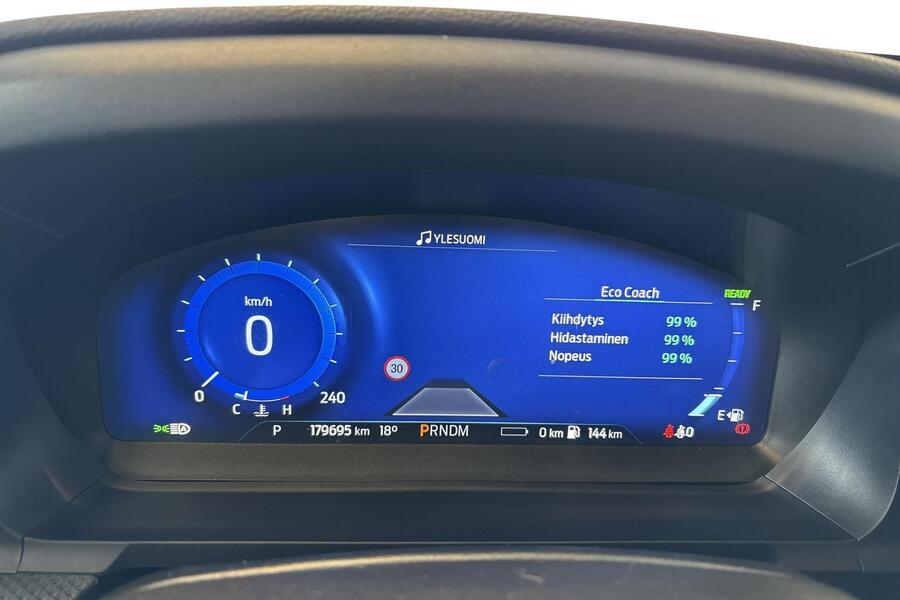 YLESUOMI
km/h
0
0
240
C H
30
Eco Coach
Kiihdytys 99 %
Hidastaminen 99 %
Nopeus 99 %
READY
F
E
P 179695 km 18° PRNDM 0 km 144 km